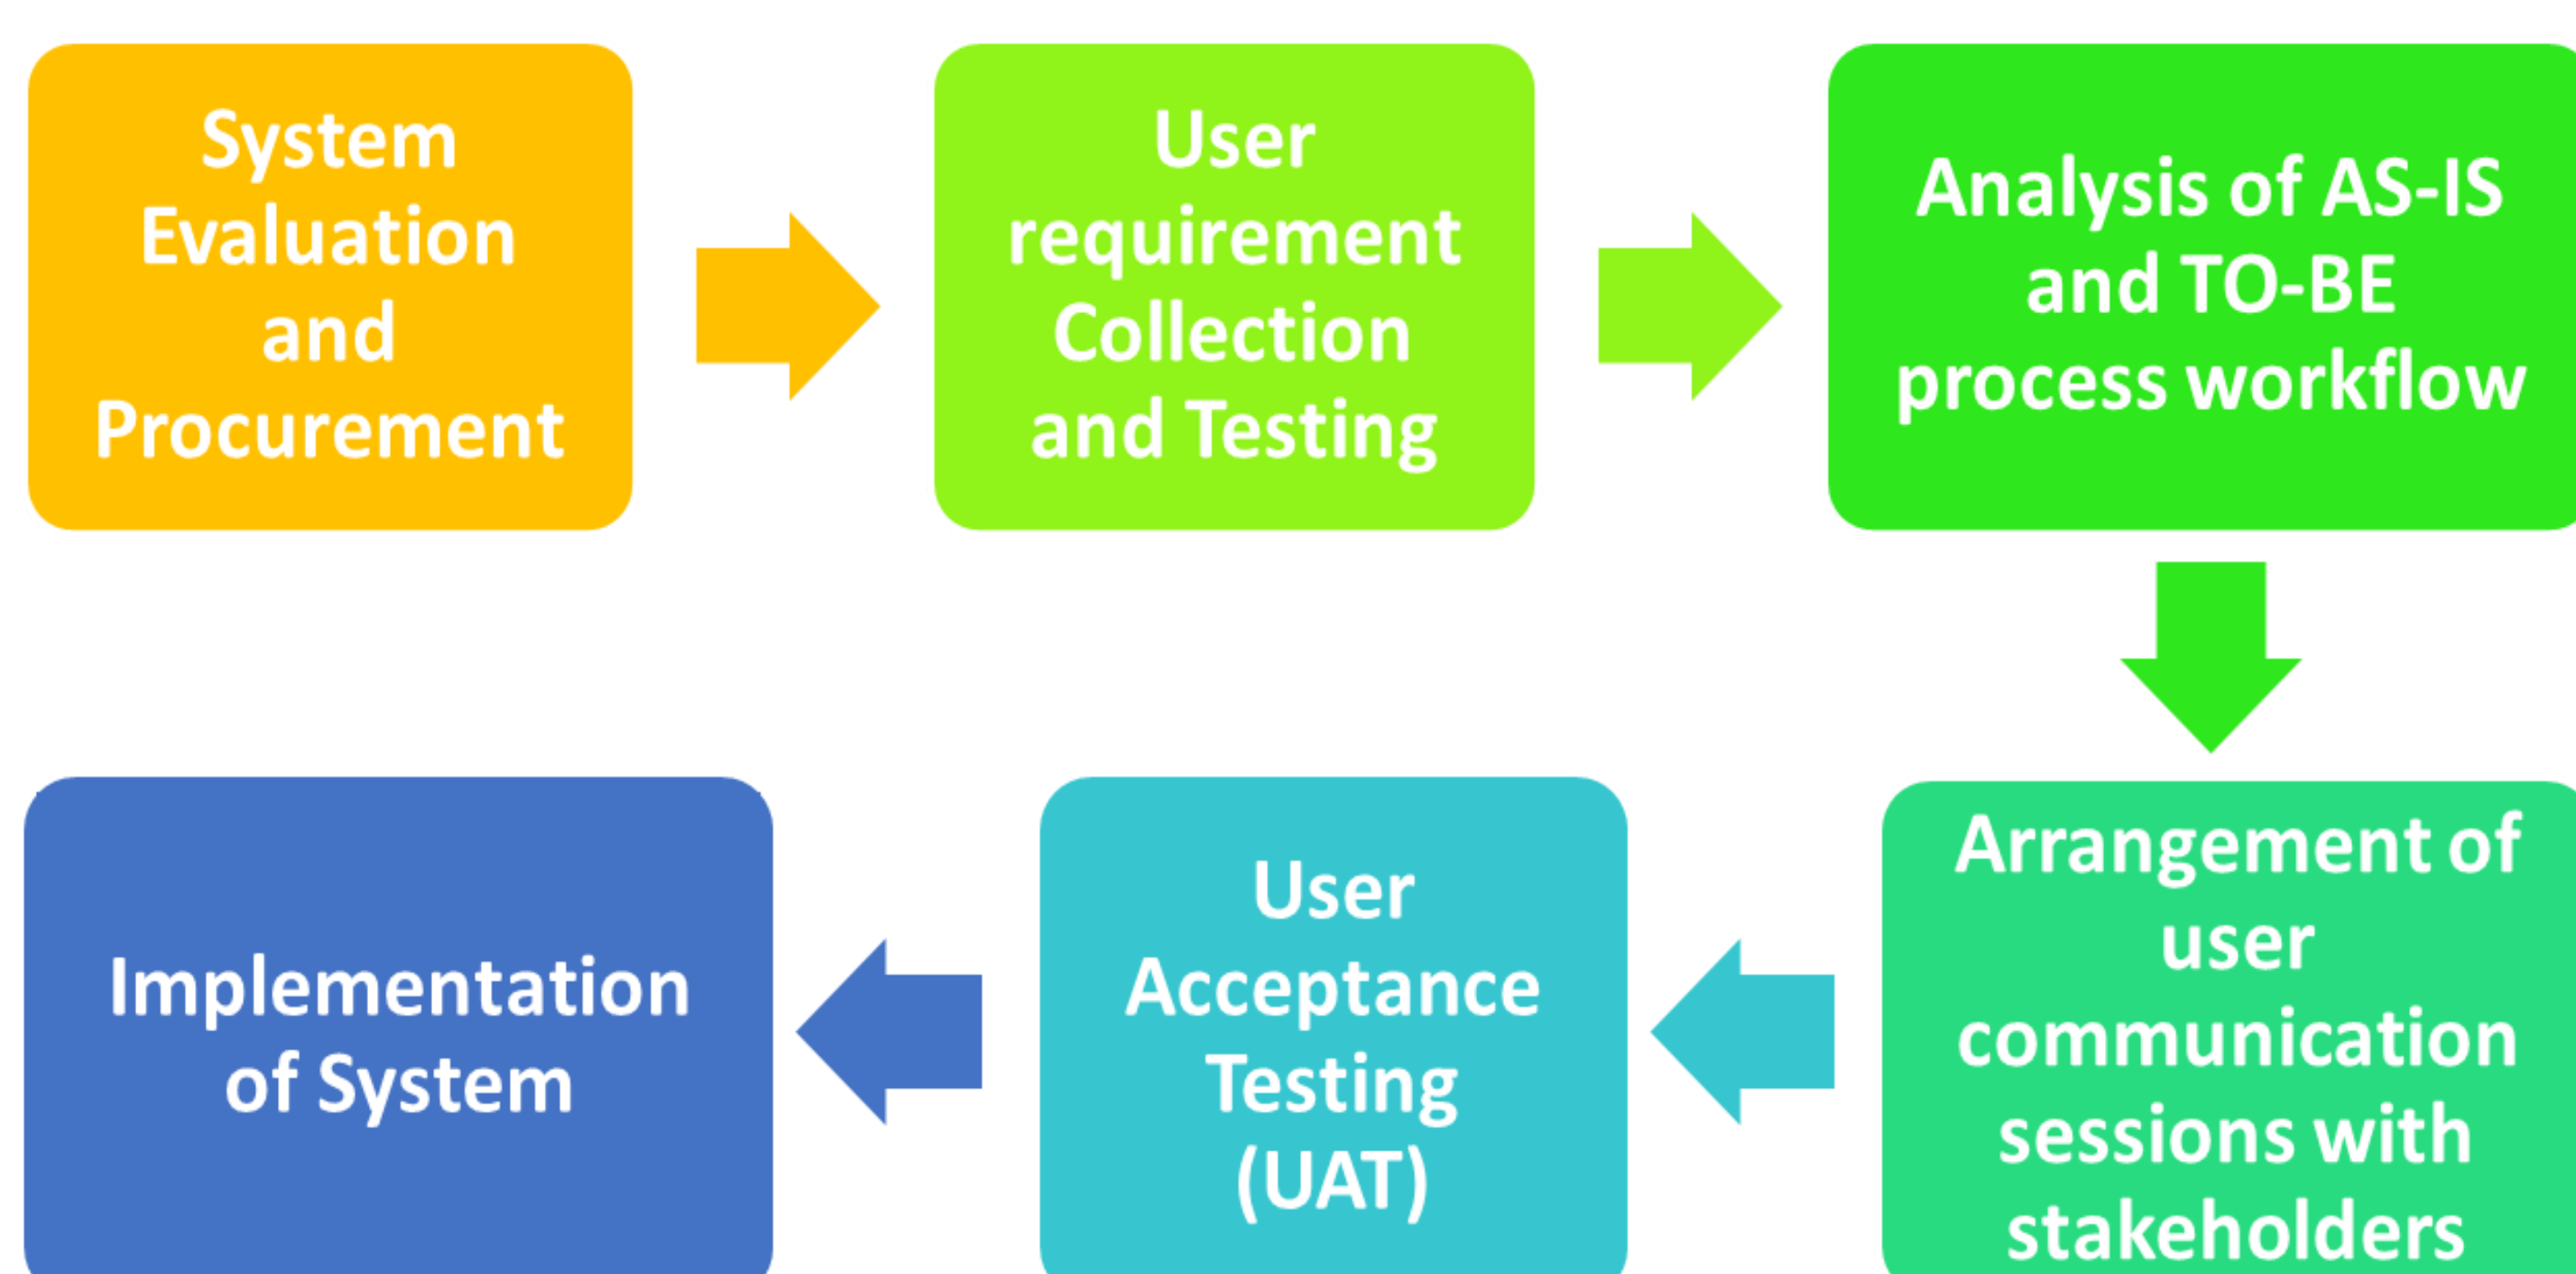 System
Evaluation
and
Procurement
User
requirement
Collection
and Testing
Analysis of AS-IS
and TO-BE
process workflow
Arrangement of
user
communication
sessions with
stakeholders
User
Acceptance
Testing
(UAT)
Implementation
of System